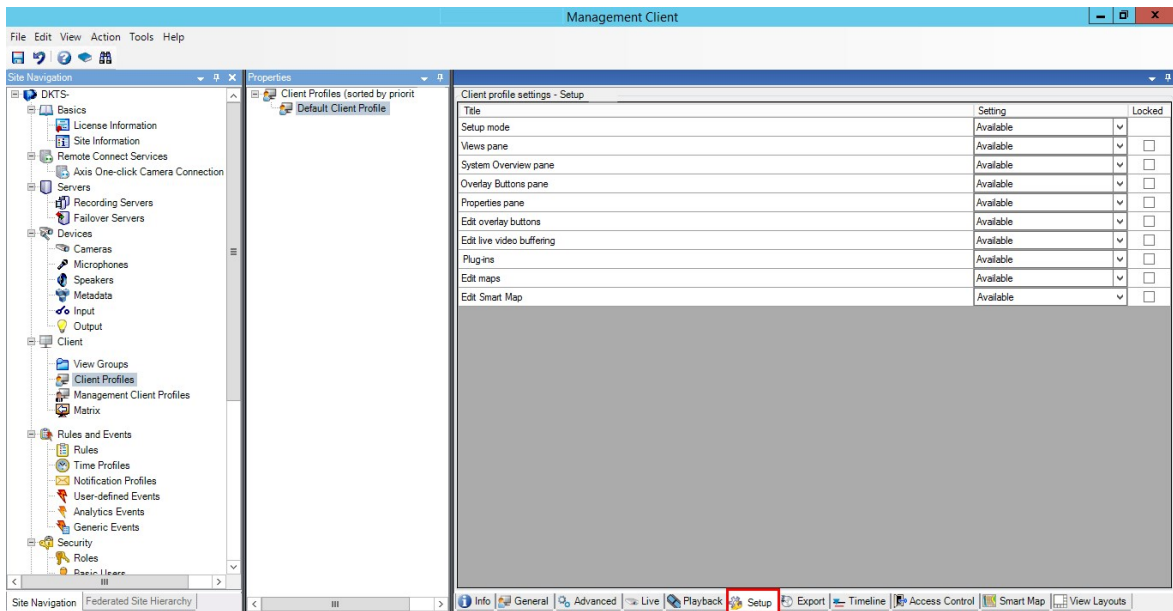 Management Client
File Edit View Action Tools Help
Site Navigation
DKTS-
Basics
License Information
Site Information
Remote Connect Services
Axis One-click Camera Connection
Servers
Recording Servers
Failover Servers
Devices
Cameras
Microphones
Speakers
Metadata
Input
Output
Client
View Groups
Client Profiles
Management Client Profiles
Matrix
Rules and Events
Rules
Time Profiles
Notification Profiles
User-defined Events
Analytics Events
Generic Events
Security
Roles
Basic Users
Site Navigation Federated Site Hierarchy
Properties
Client Profiles (sorted by priorit
Default Client Profile
Client profile settings - Setup
Title Setting Locked
Setup mode Available
Views pane Available
System Overview pane Available
Overlay Buttons pane Available
Properties pane Available
Edit overlay buttons Available
Edit live video buffering Available
Plug-ins Available
Edit maps Available
Edit Smart Map Available
Info General Advanced Live Playback Setup Export Timeline Access Control Smart Map View Layouts